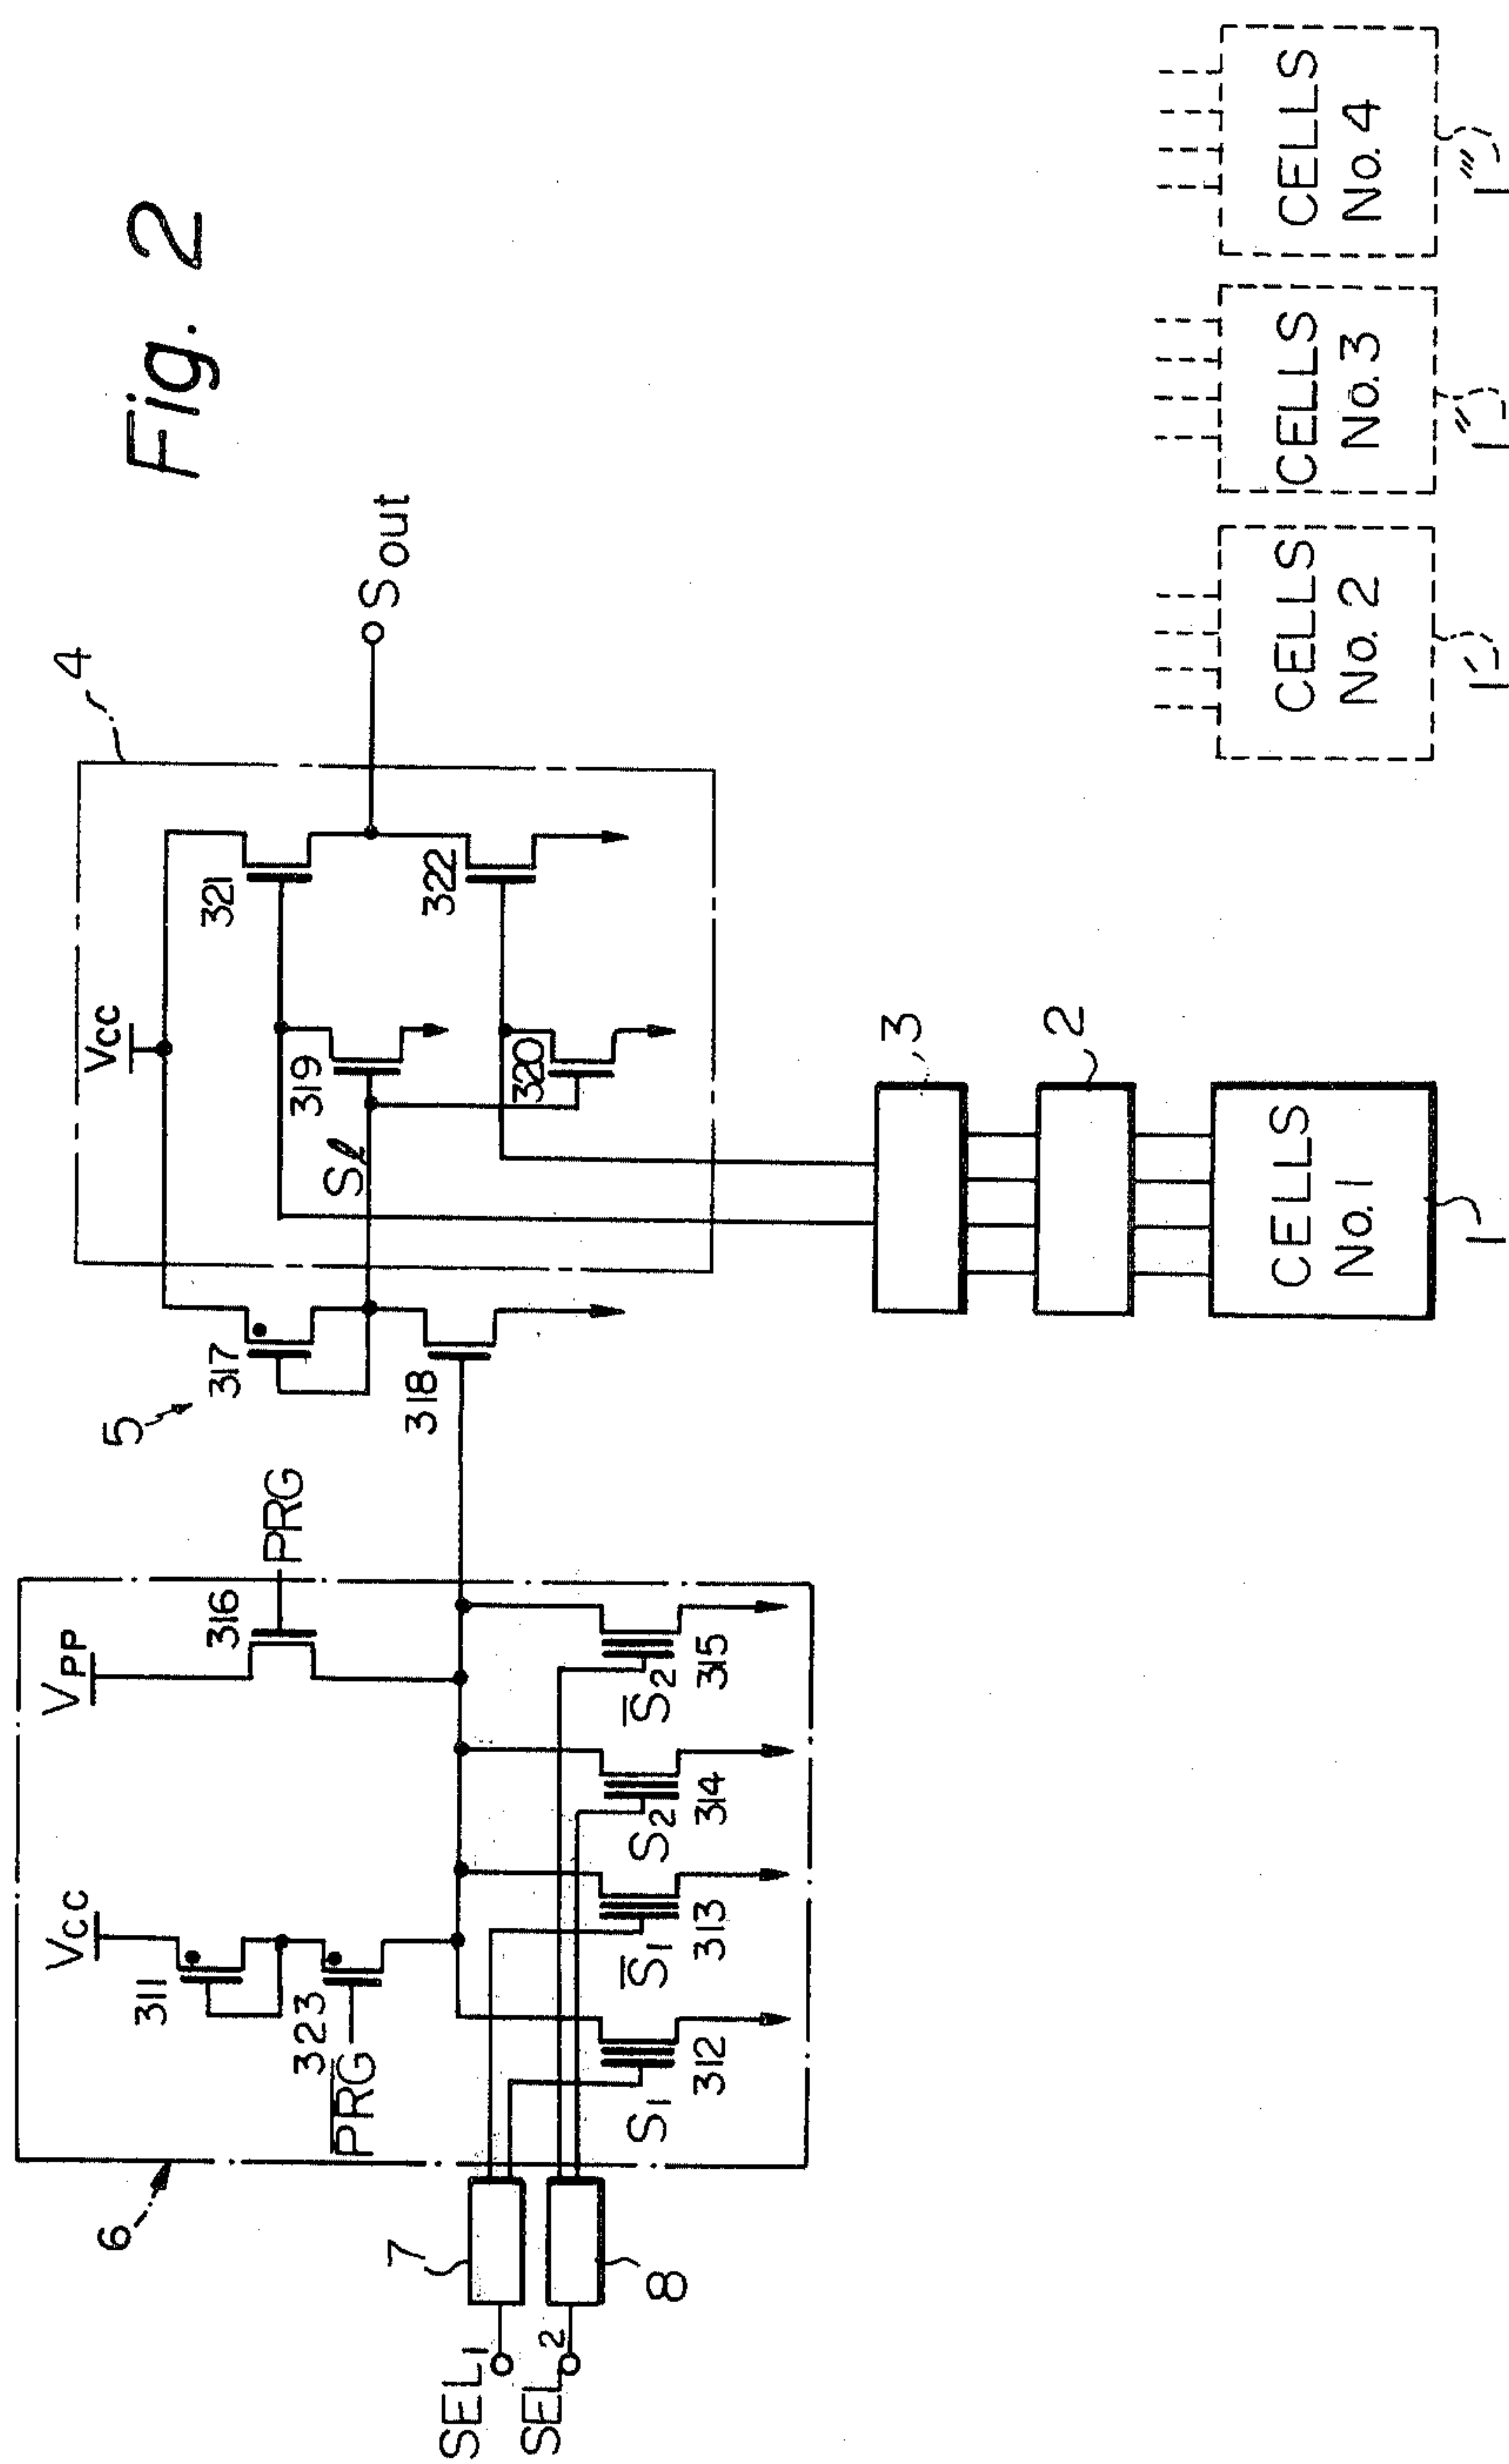 Fig. 2
6
VCC
311
323
P̅R̅G̅
VPP
316
PRG
S1
312
S̅1
313
S2
314
S̅2
315
7
8
SEL1
SEL2
5
317
318
4
VCC
Sℓ
319
320
321
322
Sout
3
2
CELLS
No. 1
1
CELLS
No. 2
1'
CELLS
No. 3
1''
CELLS
No. 4
1'''